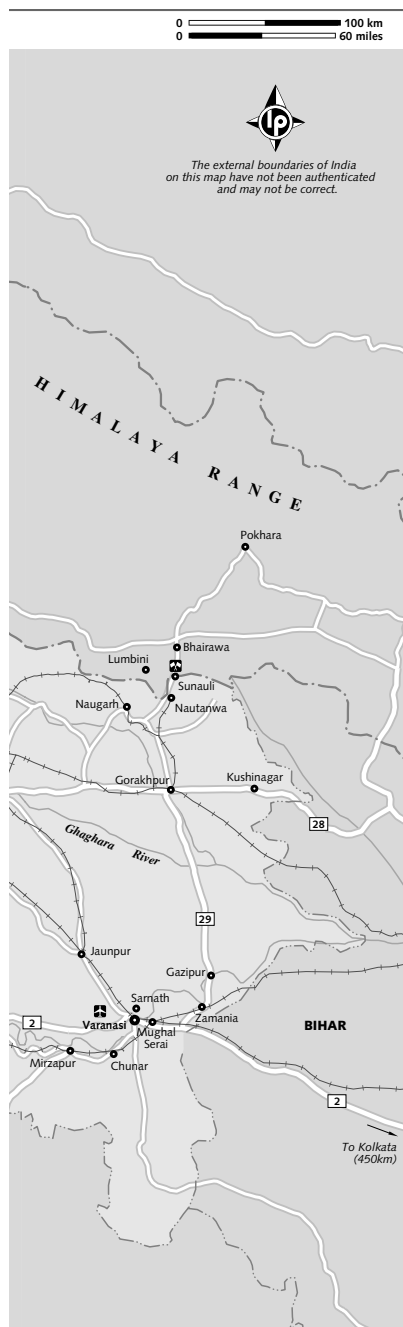 0 100 km
0 60 miles
lp
The external boundaries of India
on this map have not been authenticated
and may not be correct.
HIMALAYA RANGE
Pokhara
Bhairawa
Lumbini
Sunauli
Naugarh
Nautanwa
Gorakhpur
Kushinagar
28
Ghaghara River
29
Jaunpur
Gazipur
Sarnath
Zamania
2
Varanasi
Mughal
Serai
BIHAR
Mirzapur
Chunar
2
To Kolkata
(450km)